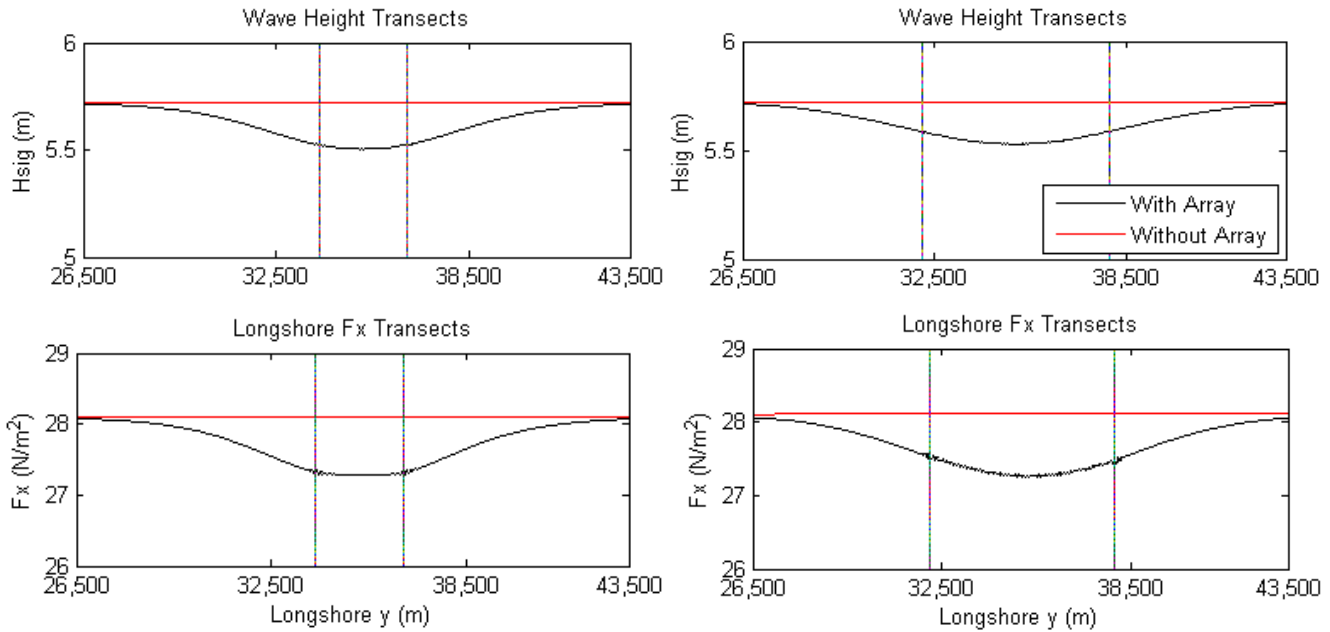 Wave Height Transects
6
5.5
5
Hsig (m)
26,500 32,500 38,500 43,500
Wave Height Transects
6
5.5
5
Hsig (m)
With Array
Without Array
26,500 32,500 38,500 43,500
Longshore Fx Transects
29
28
27
26
Fx (N/m²)
26,500 32,500 38,500 43,500
Longshore y (m)
Longshore Fx Transects
29
28
27
26
Fx (N/m²)
26,500 32,500 38,500 43,500
Longshore y (m)